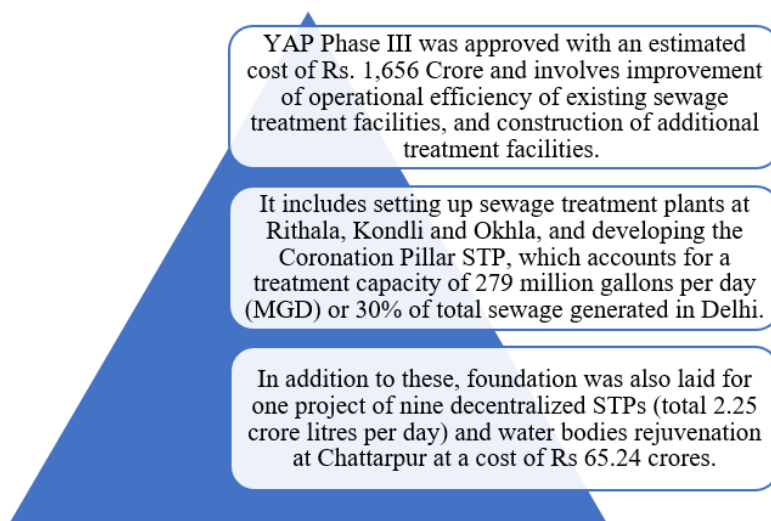 YAP Phase III was approved with an estimated
cost of Rs. 1,656 Crore and involves improvement
of operational efficiency of existing sewage
treatment facilities, and construction of additional
treatment facilities.
It includes setting up sewage treatment plants at
Rithala, Kondli and Okhla, and developing the
Coronation Pillar STP, which accounts for a
treatment capacity of 279 million gallons per day
(MGD) or 30% of total sewage generated in Delhi.
In addition to these, foundation was also laid for
one project of nine decentralized STPs (total 2.25
crore litres per day) and water bodies rejuvenation
at Chattarpur at a cost of Rs 65.24 crores.